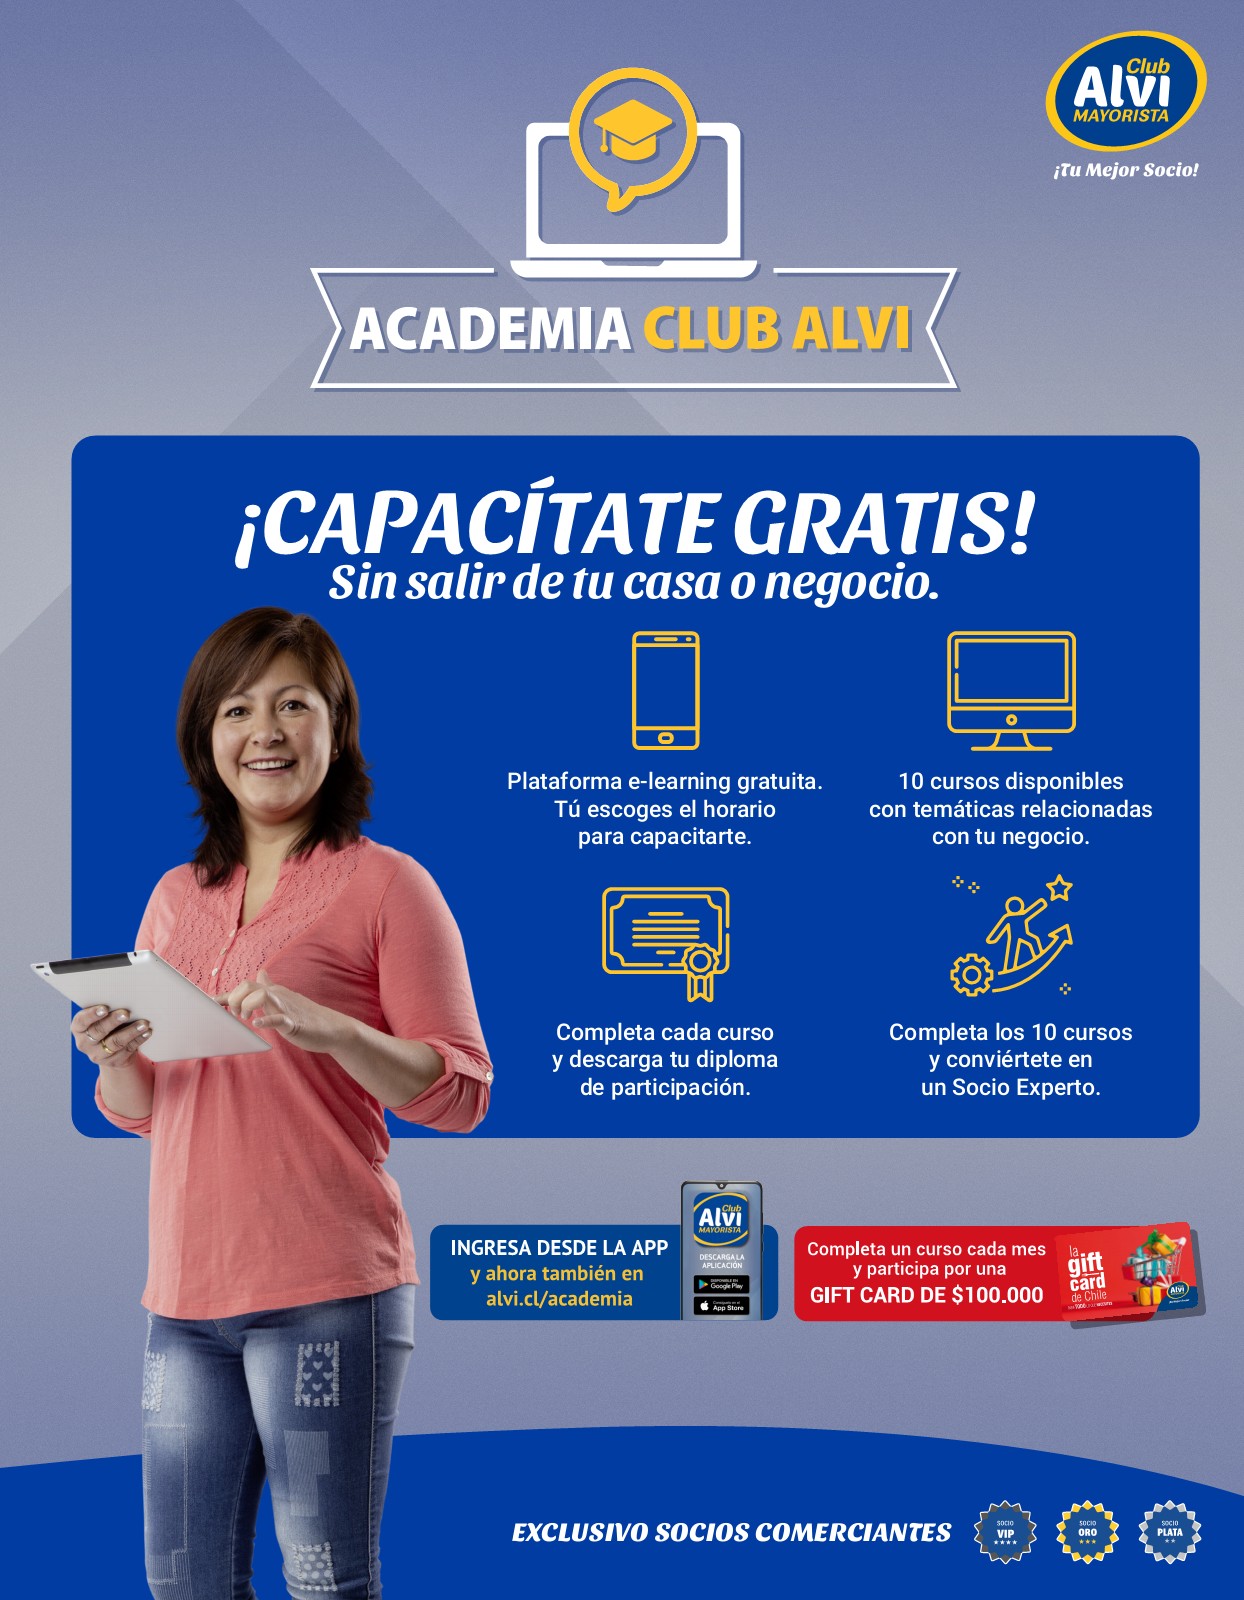 Club
Alvi
MAYORISTA
¡Tu Mejor Socio!
ACADEMIA CLUB ALVI
¡CAPACÍTATE GRATIS!
Sin salir de tu casa o negocio.
Plataforma e-learning gratuita.
Tú escoges el horario
para capacitarte.
10 cursos disponibles
con temáticas relacionadas
con tu negocio.
Completa cada curso
y descarga tu diploma
de participación.
Completa los 10 cursos
y conviértete en
un Socio Experto.
INGRESA DESDE LA APP
y ahora también en
alvi.cl/academia
Club
Alvi
MAYORISTA
DESCARGA LA
APLICACIÓN
DISPONIBLE EN
Google Play
App Store
Completa un curso cada mes
y participa por una
GIFT CARD DE $100.000
la
gift
card
de Chile
Alvi
EXCLUSIVO SOCIOS COMERCIANTES
SOCIO
VIP
SOCIO
ORO
SOCIO
PLATA